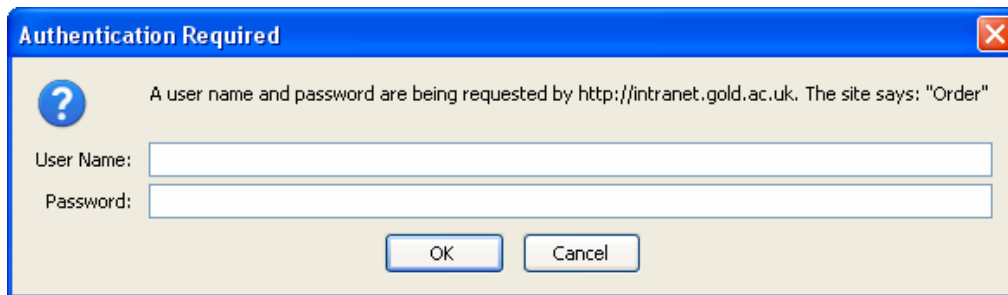 Authentication Required
A user name and password are being requested by http://intranet.gold.ac.uk. The site says: "Order"
User Name:
Password:
OK Cancel